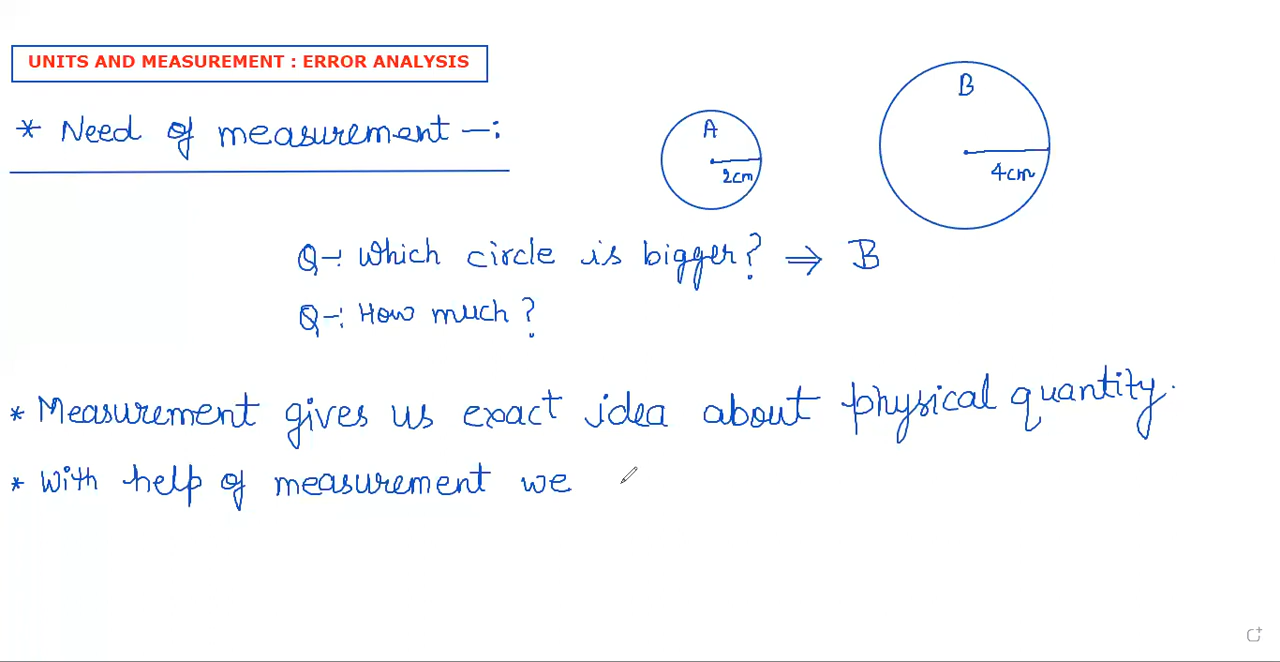 UNITS AND MEASUREMENT : ERROR ANALYSIS
* Need of measurement –:
A
2cm
B
4cm
Q–: Which circle is bigger? ⇒ B
Q–: How much?
* Measurement gives us exact idea about physical quantity.
* With help of measurement we